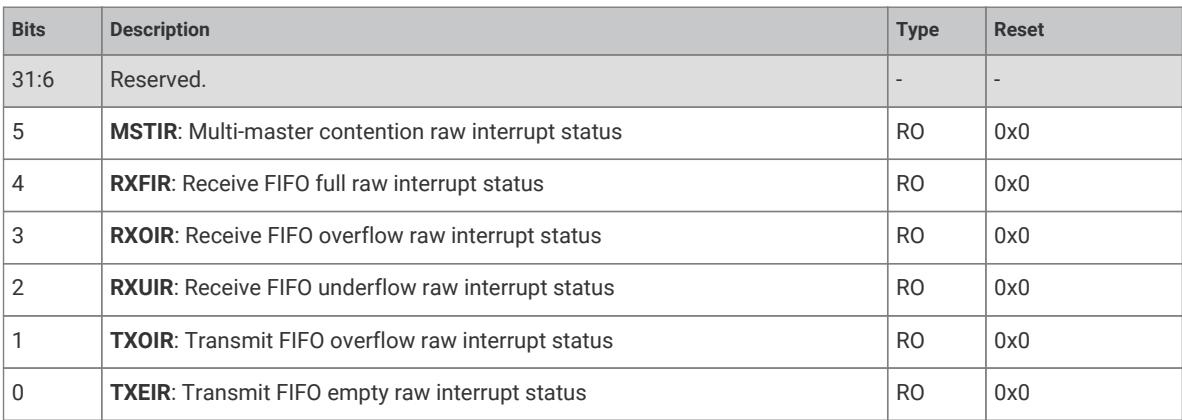 Bits Description Type Reset
31:6 Reserved. - -
5 MSTIR: Multi-master contention raw interrupt status RO 0x0
4 RXFIR: Receive FIFO full raw interrupt status RO 0x0
3 RXOIR: Receive FIFO overflow raw interrupt status RO 0x0
2 RXUIR: Receive FIFO underflow raw interrupt status RO 0x0
1 TXOIR: Transmit FIFO overflow raw interrupt status RO 0x0
0 TXEIR: Transmit FIFO empty raw interrupt status RO 0x0